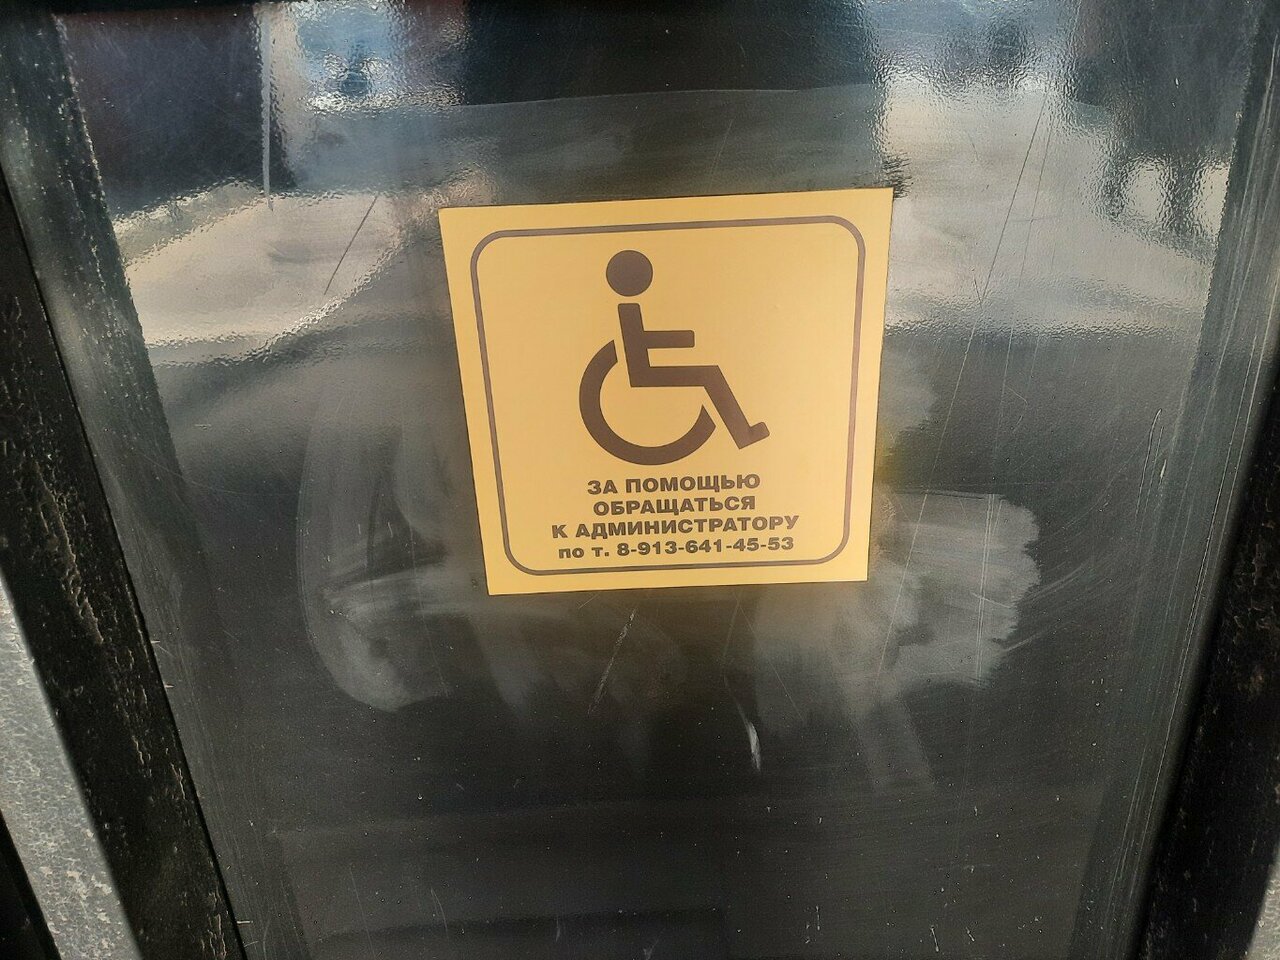 ЗА ПОМОЩЬЮ
ОБРАЩАТЬСЯ
К АДМИНИСТРАТОРУ
по т. 8-913-641-45-53